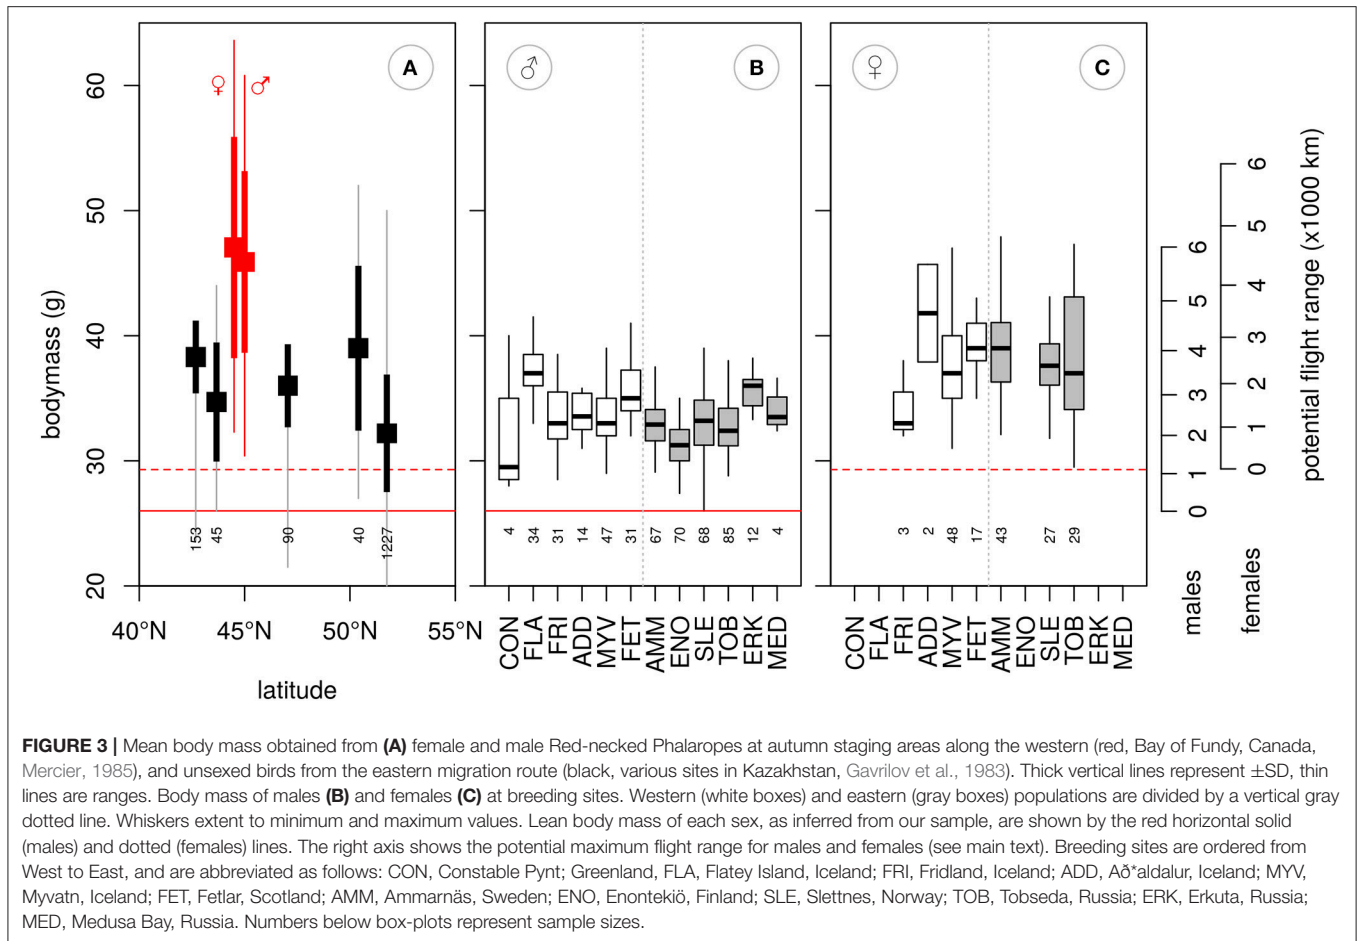 A
B
C
♀ ♂
♂
♀
bodymass (g)
60
50
40
30
20
153
45
90
40
1227
40°N 45°N 50°N 55°N
latitude
4 34 31 14 47 31 67 70 68 85 12 4
CON FLA FRI ADD MYV FET AMM ENO SLE TOB ERK MED
3 2 48 17 43 27 29
CON FLA FRI ADD MYV FET AMM ENO SLE TOB ERK MED
6
5
4
3
2
1
0
males
6
5
4
3
2
1
0
females
potential flight range (x1000 km)
FIGURE 3 | Mean body mass obtained from (A) female and male Red-necked Phalaropes at autumn staging areas along the western (red, Bay of Fundy, Canada,
Mercier, 1985), and unsexed birds from the eastern migration route (black, various sites in Kazakhstan, Gavrilov et al., 1983). Thick vertical lines represent ±SD, thin
lines are ranges. Body mass of males (B) and females (C) at breeding sites. Western (white boxes) and eastern (gray boxes) populations are divided by a vertical gray
dotted line. Whiskers extent to minimum and maximum values. Lean body mass of each sex, as inferred from our sample, are shown by the red horizontal solid
(males) and dotted (females) lines. The right axis shows the potential maximum flight range for males and females (see main text). Breeding sites are ordered from
West to East, and are abbreviated as follows: CON, Constable Pynt; Greenland, FLA, Flatey Island, Iceland; FRI, Fridland, Iceland; ADD, Að*aldalur, Iceland; MYV,
Myvatn, Iceland; FET, Fetlar, Scotland; AMM, Ammarnäs, Sweden; ENO, Enontekiö, Finland; SLE, Slettnes, Norway; TOB, Tobseda, Russia; ERK, Erkuta, Russia;
MED, Medusa Bay, Russia. Numbers below box-plots represent sample sizes.